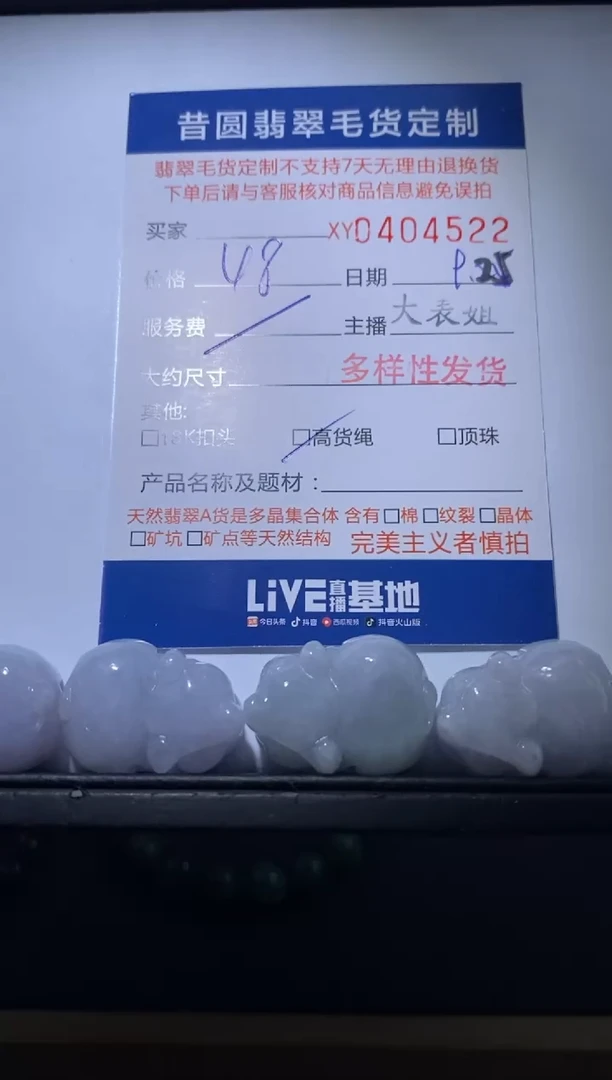 昔圆翡翠毛货定制
翡翠毛货定制不支持7天无理由退换货
下单后请与客服核对商品信息避免误拍
买家 XY0404522
价格 48 日期 9.25
服务费 主播 大表姐
大约尺寸 多样性发货
其他:
□18K扣头 □高货绳 □顶珠
产品名称及题材:
天然翡翠A货是多晶集合体 含有□棉 □纹裂 □晶体
□矿坑 □矿点等天然结构 完美主义者慎拍
LiVE直播基地
今日头条 抖音 西瓜视频 抖音火山版